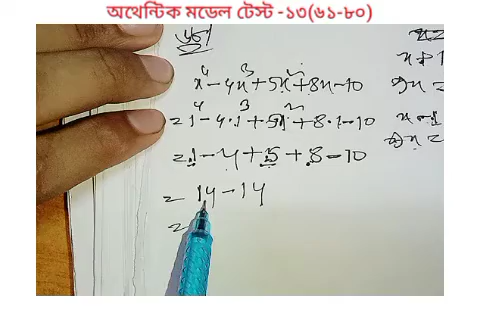 অথেন্টিক মডেল টেস্ট -১৩(৬১-৮০)
x⁴ - 4x³ + 5x² + 8x - 10
= 1⁴ - 4·1³ + 5·1² + 8·1 - 10
= 1 - 4 + 5 + 8 - 10
= 14 - 14
=